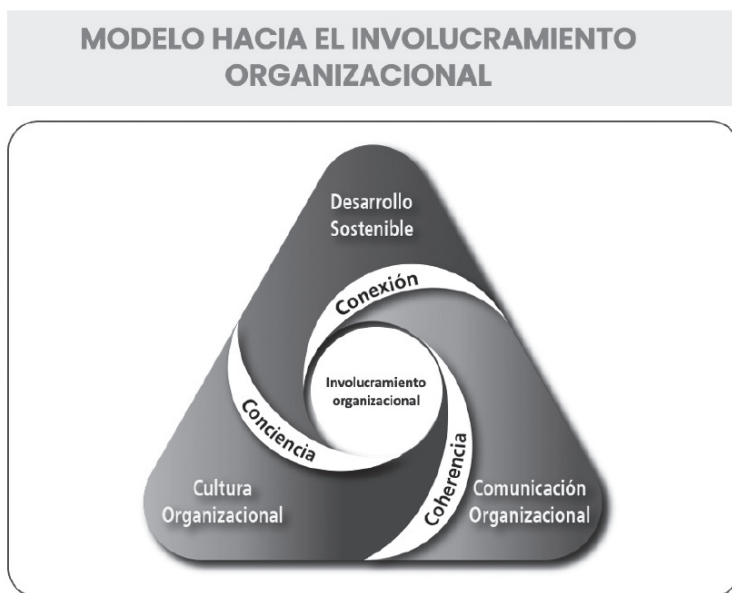 MODELO HACIA EL INVOLUCRAMIENTO
ORGANIZACIONAL
Desarrollo
Sostenible
Conexión
Involucramiento
organizacional
Conciencia
Coherencia
Cultura
Organizacional
Comunicación
Organizacional